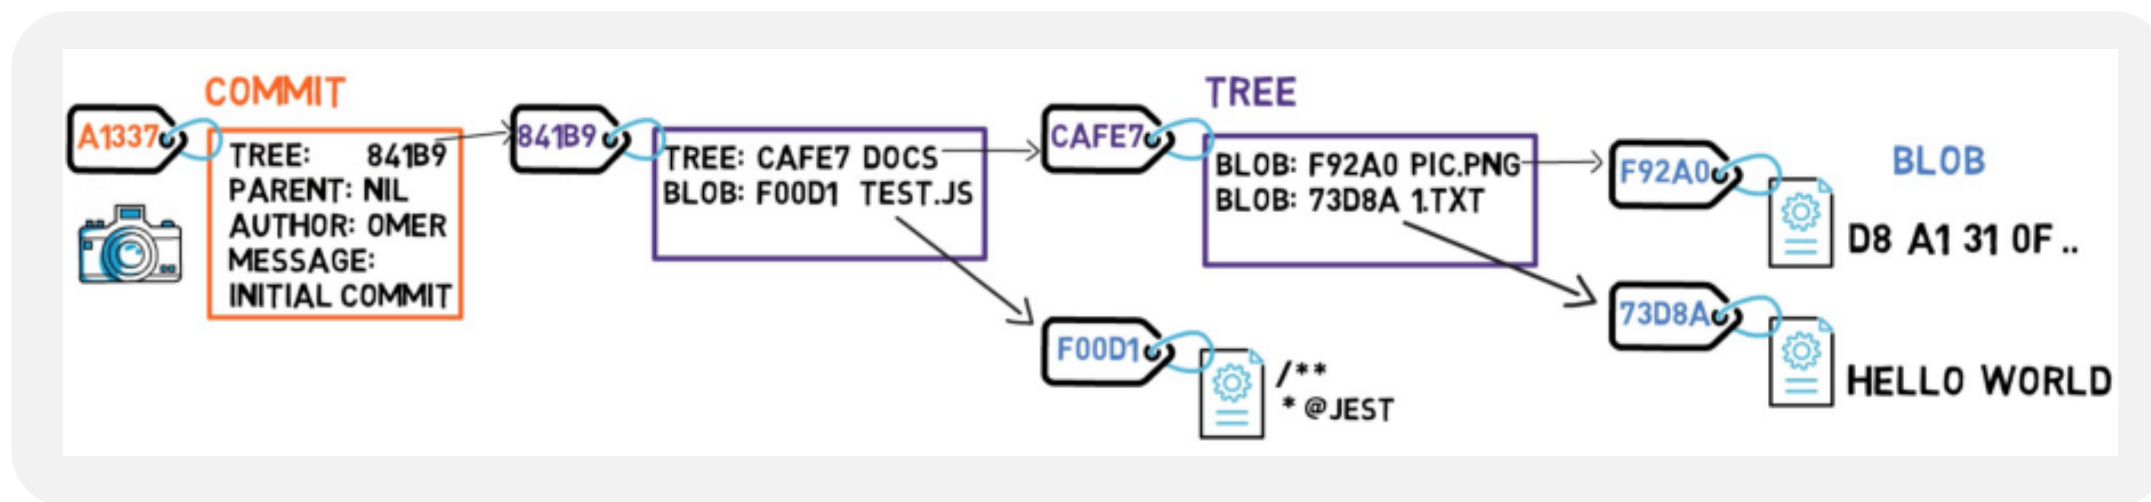 COMMIT
A1337
TREE: 841B9
PARENT: NIL
AUTHOR: OMER
MESSAGE:
INITIAL COMMIT
841B9
TREE: CAFE7 DOCS
BLOB: F00D1 TEST.JS
F00D1
/**
* @JEST
TREE
CAFE7
BLOB: F92A0 PIC.PNG
BLOB: 73D8A 1.TXT
BLOB
F92A0
D8 A1 31 0F ..
73D8A
HELLO WORLD